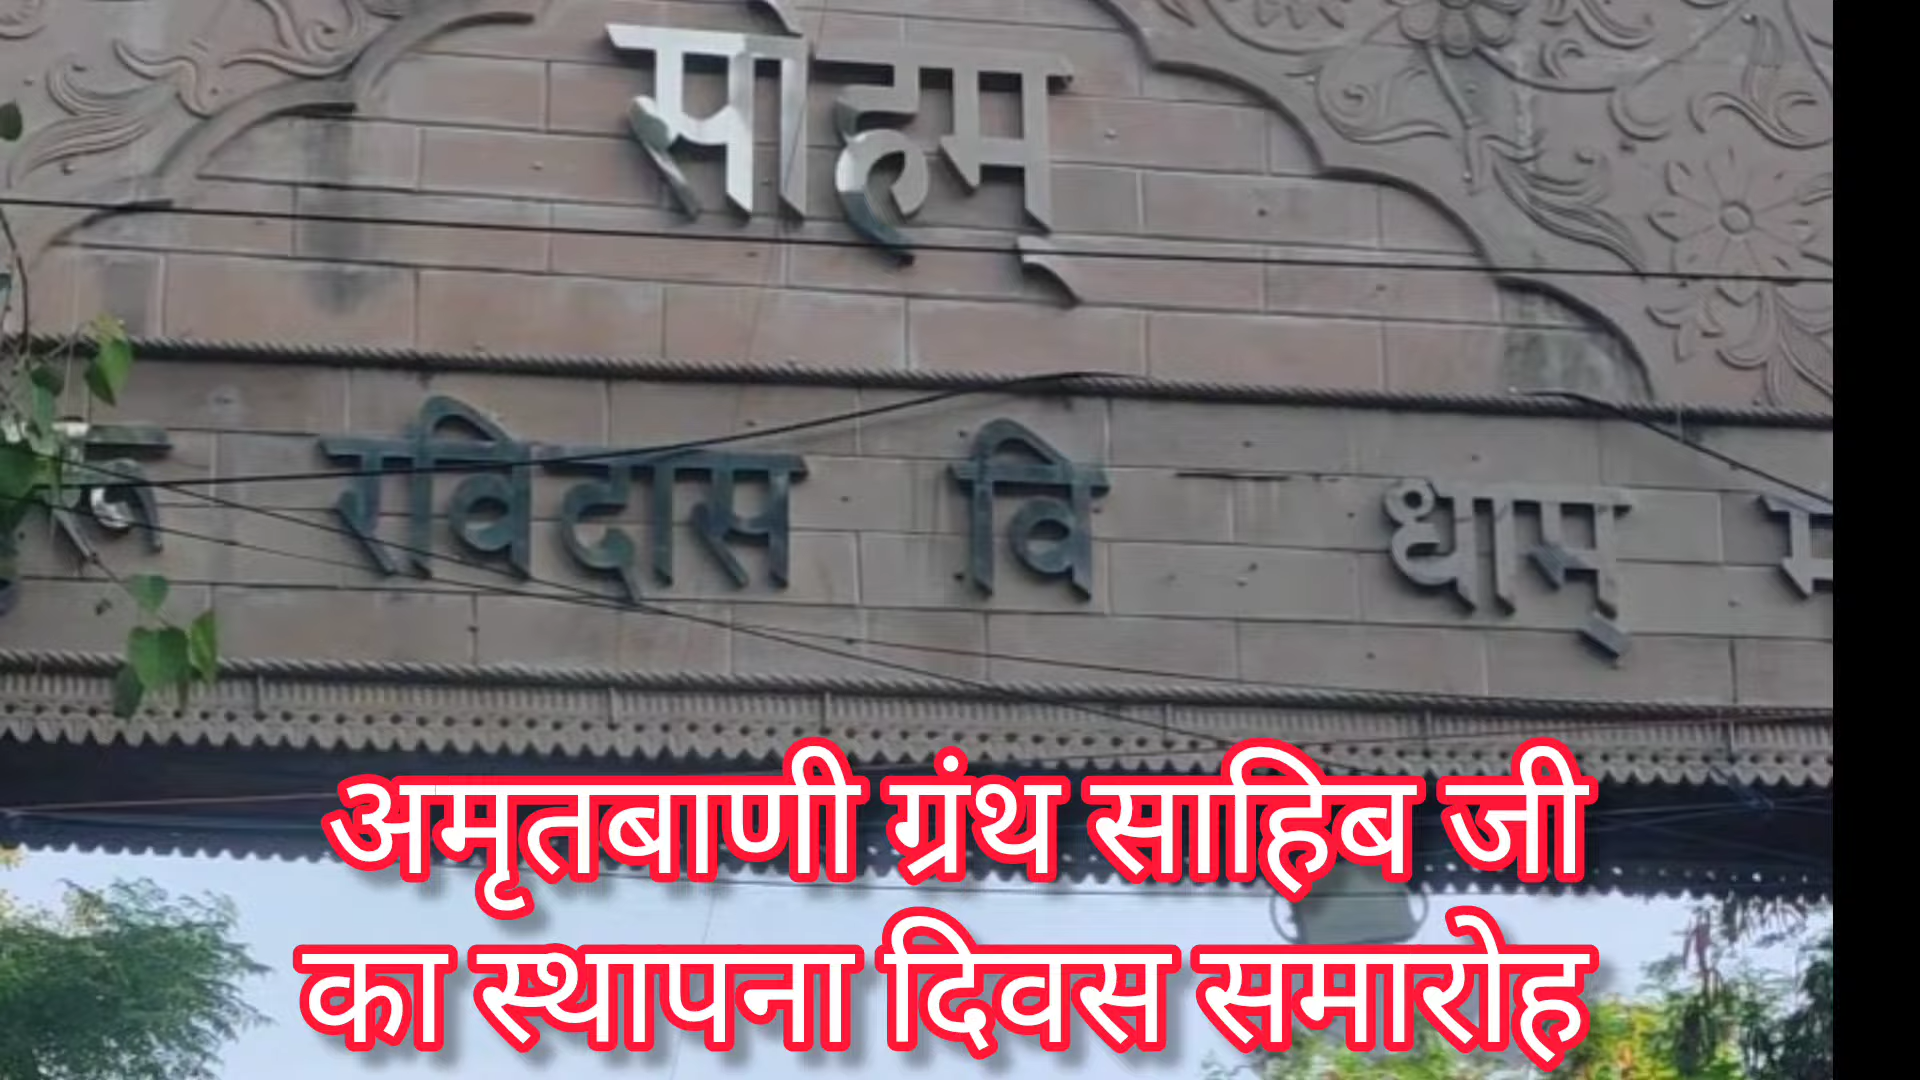 सोहम्
रविदास वि धाम्
अमृतबाणी ग्रंथ साहिब जी
का स्थापना दिवस समारोह